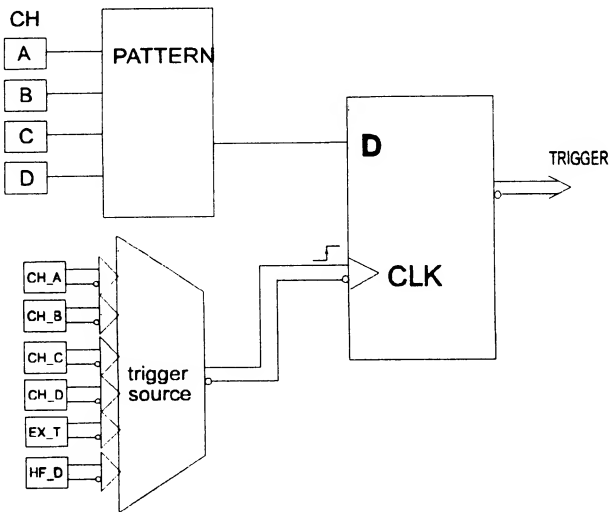 CH
A
PATTERN
B
C
D
D
TRIGGER
CLK
CH_A
CH_B
CH_C
CH_D
EX_T
HF_D
trigger
source